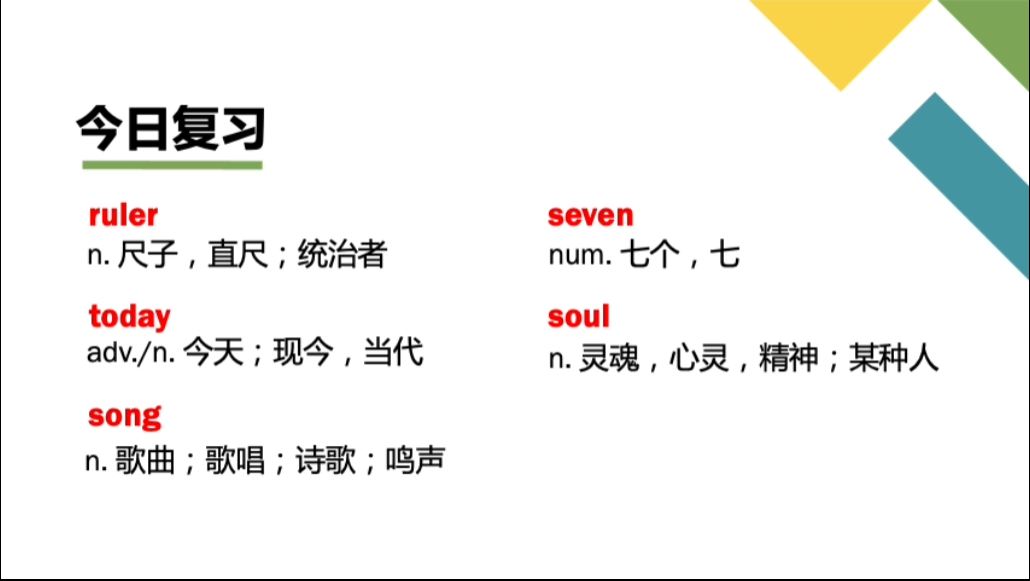 今日复习
ruler
n. 尺子，直尺；统治者
today
adv./n. 今天；现今，当代
song
n. 歌曲；歌唱；诗歌；鸣声
seven
num. 七个，七
soul
n. 灵魂，心灵，精神；某种人